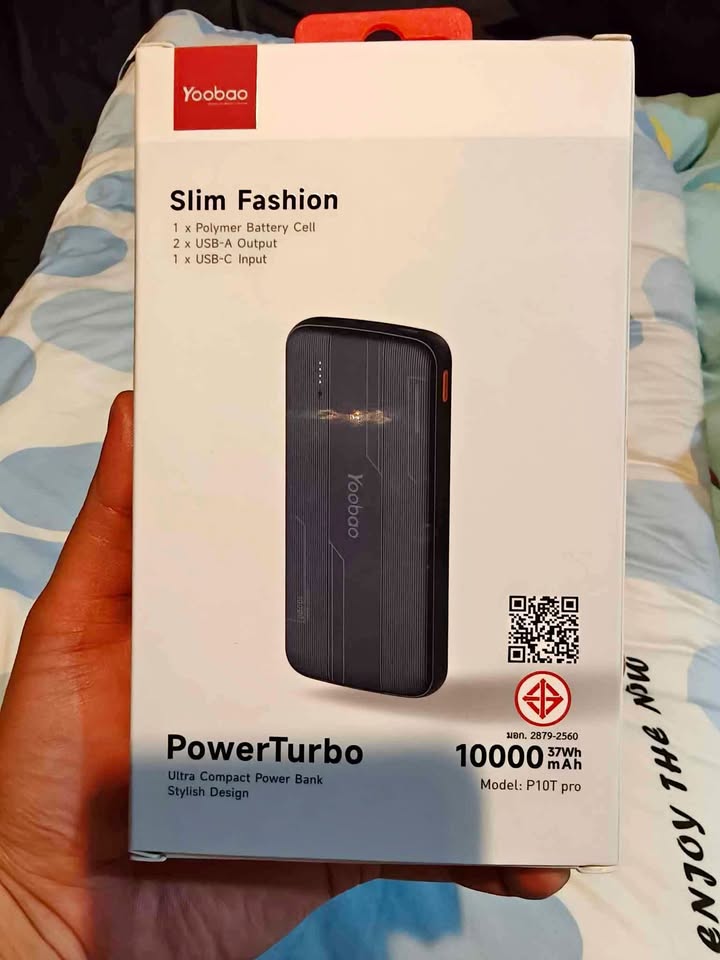 Yoobao
Slim Fashion
1 x Polymer Battery Cell
2 x USB-A Output
1 x USB-C Input
Yoobao
มอก. 2879-2560
PowerTurbo
Ultra Compact Power Bank
Stylish Design
10000 37Wh
mAh
Model: P10T pro
ENJOY THE NOW